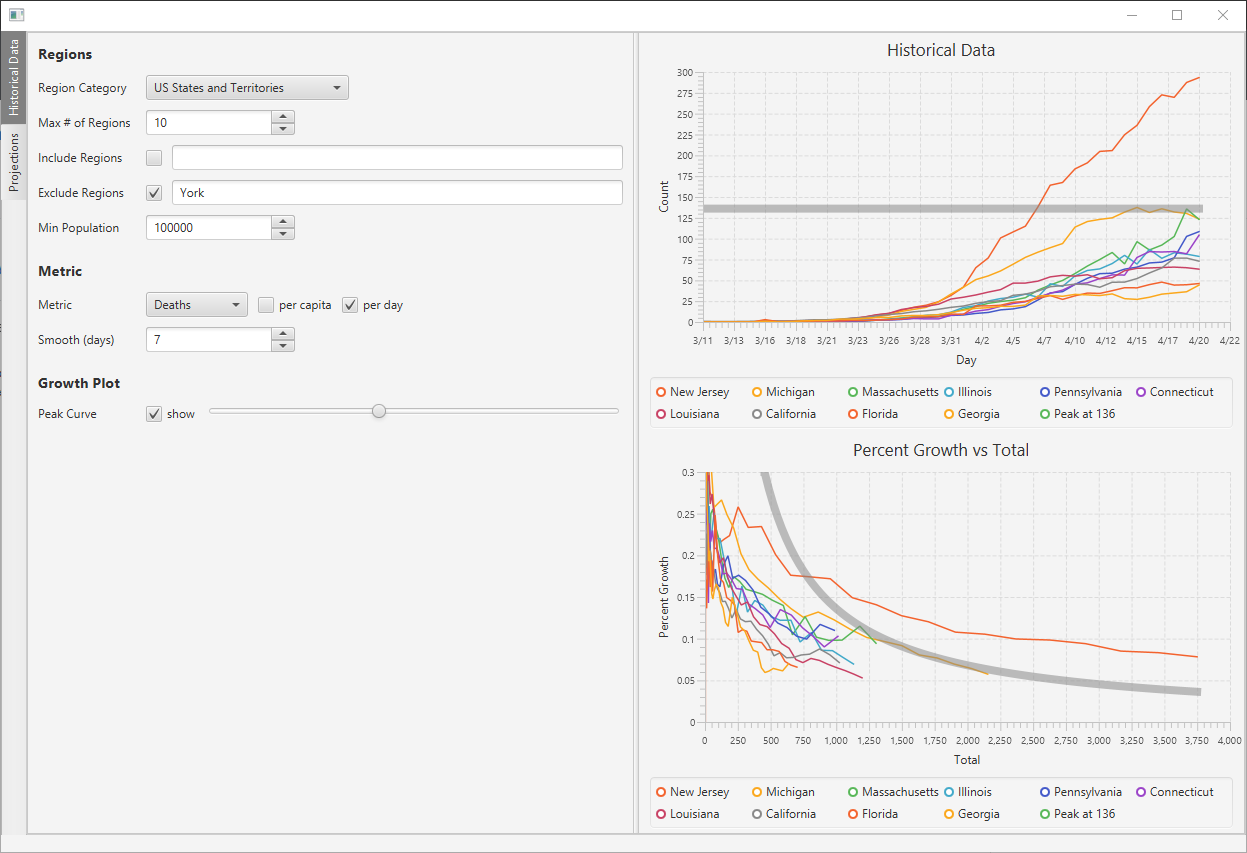 Historical Data
Projections
Regions
Region Category US States and Territories
Max # of Regions 10
Include Regions
Exclude Regions York
Min Population 100000
Metric
Metric Deaths per capita per day
Smooth (days) 7
Growth Plot
Peak Curve show
Historical Data
300
275
250
225
200
175
150
125
100
75
50
25
0
Count
3/11 3/13 3/16 3/18 3/21 3/23 3/26 3/28 3/31 4/2 4/5 4/7 4/10 4/12 4/15 4/17 4/20 4/22
Day
New Jersey Michigan Massachusetts Illinois Pennsylvania Connecticut
Louisiana California Florida Georgia Peak at 136
Percent Growth vs Total
0.3
0.25
0.2
0.15
0.1
0.05
0
Percent Growth
0 250 500 750 1,000 1,250 1,500 1,750 2,000 2,250 2,500 2,750 3,000 3,250 3,500 3,750 4,000
Total
New Jersey Michigan Massachusetts Illinois Pennsylvania Connecticut
Louisiana California Florida Georgia Peak at 136